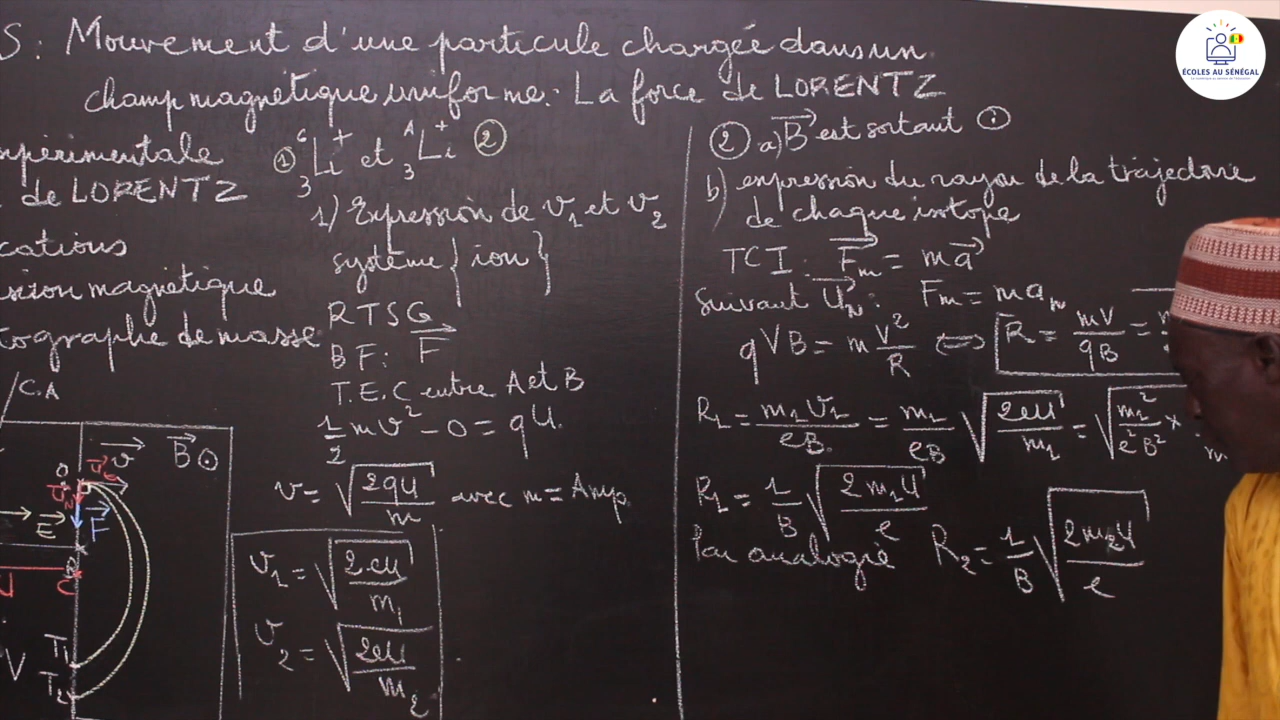 S: Mouvement d'une particule chargée dans un
champ magnétique uniforme: La force de LORENTZ
ÉCOLES AU SÉNÉGAL
mpérimentale
de LORENTZ
cations
magnétique
tographe de masse
C.A
O v B
E F
C
T1
V T2
① ⁶₃Li⁺ et ᴬ₃Li⁺ ②
1) Expression de v1 et v2
système { ion }
RTSG
BF: F
T.E.C entre A et B
1/2 mv² - 0 = qU.
v = √(2qU/m) avec m = Amp
v1 = √(2eU/m1)
v2 = √(2eU/m2)
② a) B est sortant ⊙
b) expression du rayon de la trajectoire
de chaque isotope
TCI: Fm = ma
Suivant UN: Fm = man
qVB = m V²/R ⇔ R = mV/qB =
R1 = m1V1/eB = m1/eB √(2eU/m1) = √(m1²/e²B² ×
R1 = 1/B √(2m1U/e)
Par analogie R2 = 1/B √(2m2U/e)